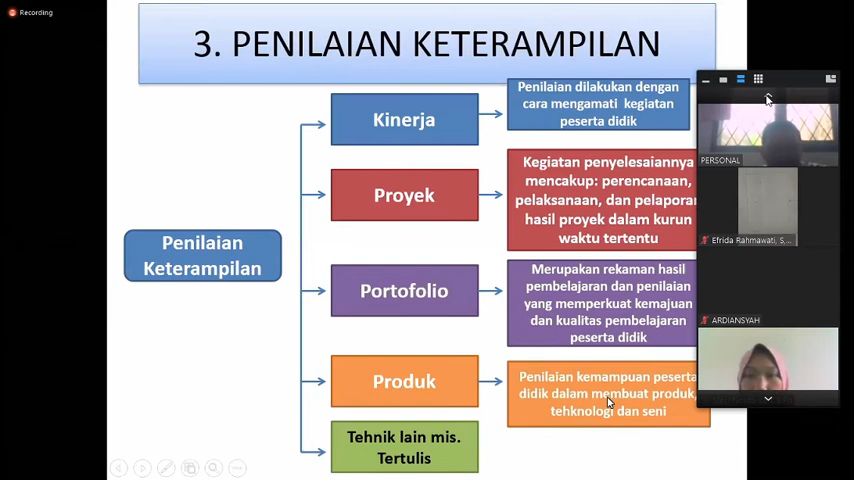 Recording
3. PENILAIAN KETERAMPILAN
Penilaian
Keterampilan
Kinerja
Penilaian dilakukan dengan
cara mengamati kegiatan
peserta didik
Proyek
Kegiatan penyelesaiannya
mencakup: perencanaan,
pelaksanaan, dan pelaporan
hasil proyek dalam kurun
waktu tertentu
Portofolio
Merupakan rekaman hasil
pembelajaran dan penilaian
yang memperkuat kemajuan
dan kualitas pembelajaran
peserta didik
Produk
Penilaian kemampuan peserta
didik dalam membuat produk,
tehknologi dan seni
Tehnik lain mis.
Tertulis
PERSONAL
Efrida Rahmawati, S,...
ARDIANSYAH